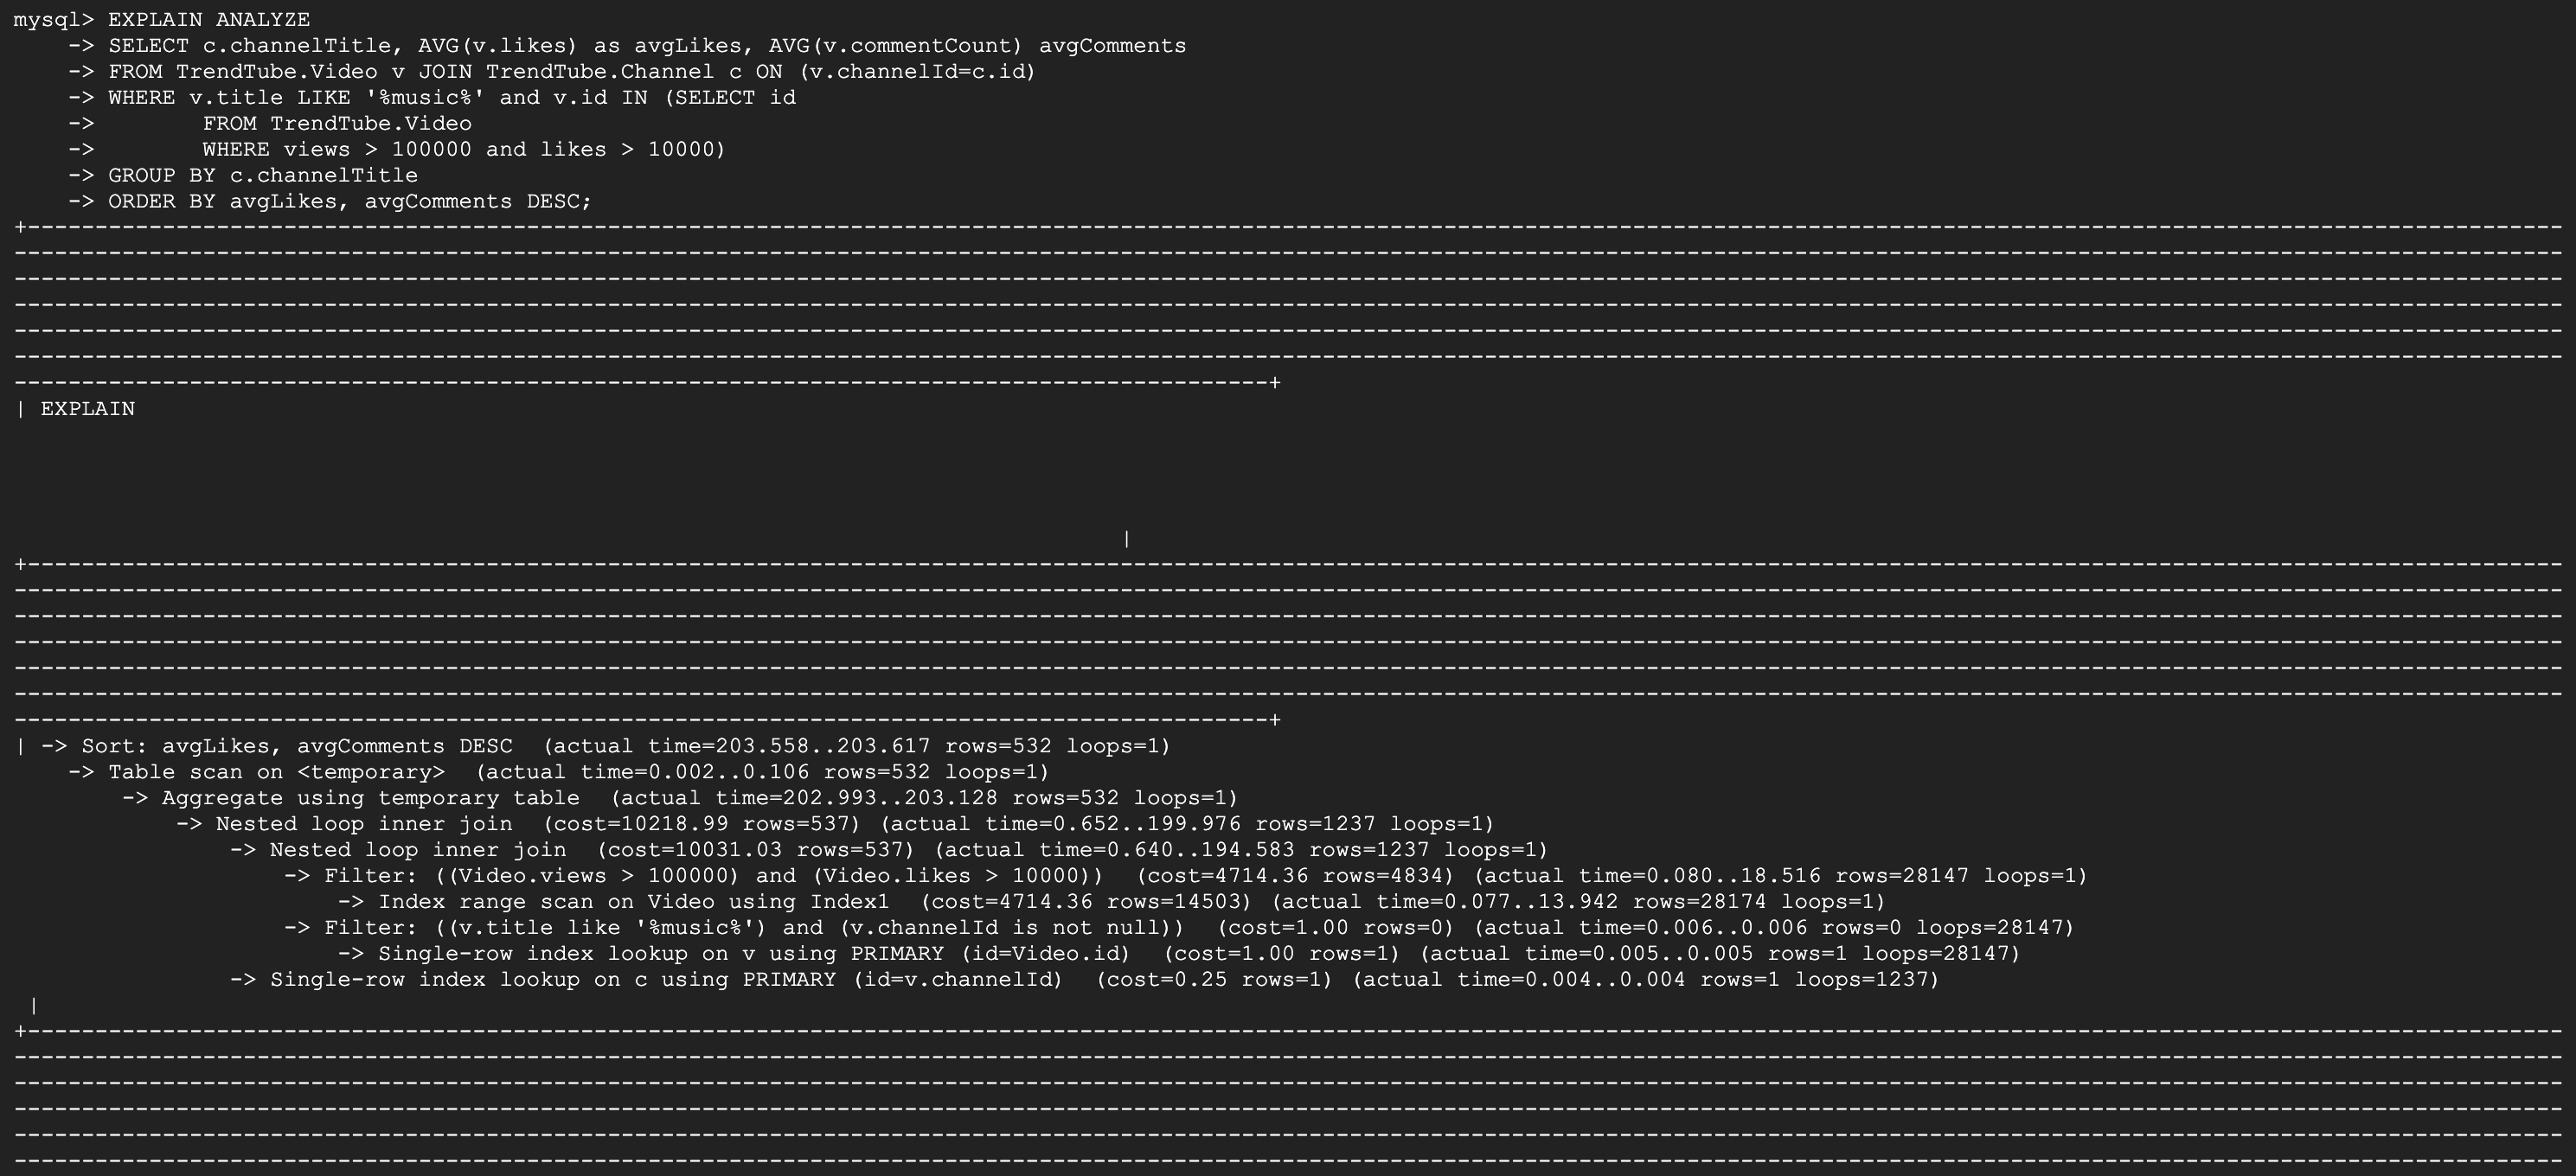 mysql> EXPLAIN ANALYZE
    -> SELECT c.channelTitle, AVG(v.likes) as avgLikes, AVG(v.commentCount) avgComments
    -> FROM TrendTube.Video v JOIN TrendTube.Channel c ON (v.channelId=c.id)
    -> WHERE v.title LIKE '%music%' and v.id IN (SELECT id
    ->        FROM TrendTube.Video
    ->        WHERE views > 100000 and likes > 10000)
    -> GROUP BY c.channelTitle
    -> ORDER BY avgLikes, avgComments DESC;
| EXPLAIN
|
| -> Sort: avgLikes, avgComments DESC  (actual time=203.558..203.617 rows=532 loops=1)
    -> Table scan on <temporary>  (actual time=0.002..0.106 rows=532 loops=1)
        -> Aggregate using temporary table  (actual time=202.993..203.128 rows=532 loops=1)
            -> Nested loop inner join  (cost=10218.99 rows=537) (actual time=0.652..199.976 rows=1237 loops=1)
                -> Nested loop inner join  (cost=10031.03 rows=537) (actual time=0.640..194.583 rows=1237 loops=1)
                    -> Filter: ((Video.views > 100000) and (Video.likes > 10000))  (cost=4714.36 rows=4834) (actual time=0.080..18.516 rows=28147 loops=1)
                        -> Index range scan on Video using Index1  (cost=4714.36 rows=14503) (actual time=0.077..13.942 rows=28174 loops=1)
                    -> Filter: ((v.title like '%music%') and (v.channelId is not null))  (cost=1.00 rows=0) (actual time=0.006..0.006 rows=0 loops=28147)
                        -> Single-row index lookup on v using PRIMARY (id=Video.id)  (cost=1.00 rows=1) (actual time=0.005..0.005 rows=1 loops=28147)
                -> Single-row index lookup on c using PRIMARY (id=v.channelId)  (cost=0.25 rows=1) (actual time=0.004..0.004 rows=1 loops=1237)
 |